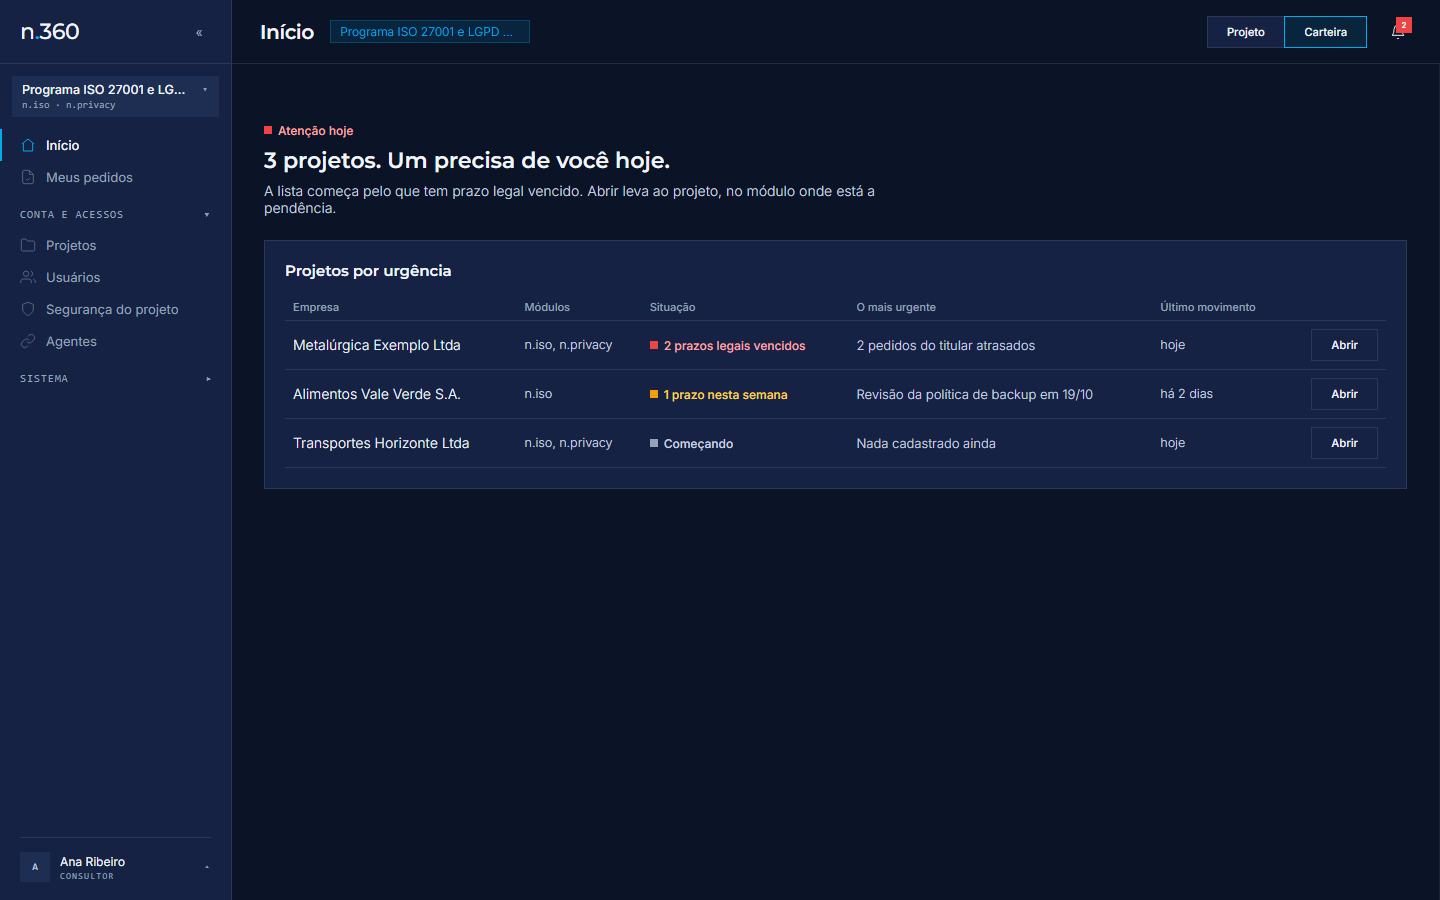 n.360
«
Programa ISO 27001 e LG...
n.iso · n.privacy
Início
Meus pedidos
CONTA E ACESSOS
Projetos
Usuários
Segurança do projeto
Agentes
SISTEMA
A
Ana Ribeiro
CONSULTOR
Início
Programa ISO 27001 e LGPD ...
Projeto
Carteira
2
Atenção hoje
3 projetos. Um precisa de você hoje.
A lista começa pelo que tem prazo legal vencido. Abrir leva ao projeto, no módulo onde está a
pendência.
Projetos por urgência
Empresa Módulos Situação O mais urgente Último movimento
Metalúrgica Exemplo Ltda n.iso, n.privacy 2 prazos legais vencidos 2 pedidos do titular atrasados hoje Abrir
Alimentos Vale Verde S.A. n.iso 1 prazo nesta semana Revisão da política de backup em 19/10 há 2 dias Abrir
Transportes Horizonte Ltda n.iso, n.privacy Começando Nada cadastrado ainda hoje Abrir